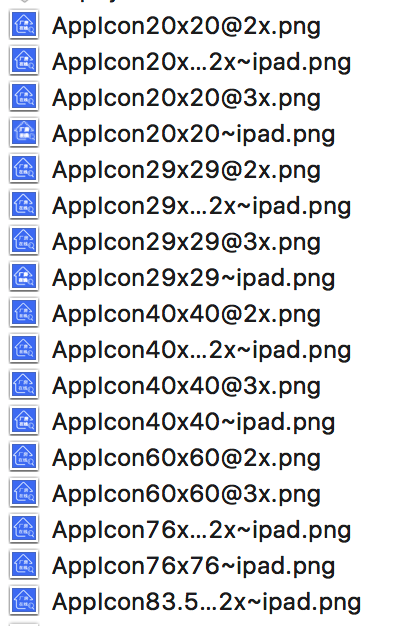 AppIcon20x20@2x.png
AppIcon20x...2x~ipad.png
AppIcon20x20@3x.png
AppIcon20x20~ipad.png
AppIcon29x29@2x.png
AppIcon29x...2x~ipad.png
AppIcon29x29@3x.png
AppIcon29x29~ipad.png
AppIcon40x40@2x.png
AppIcon40x...2x~ipad.png
AppIcon40x40@3x.png
AppIcon40x40~ipad.png
AppIcon60x60@2x.png
AppIcon60x60@3x.png
AppIcon76x...2x~ipad.png
AppIcon76x76~ipad.png
AppIcon83.5...2x~ipad.png